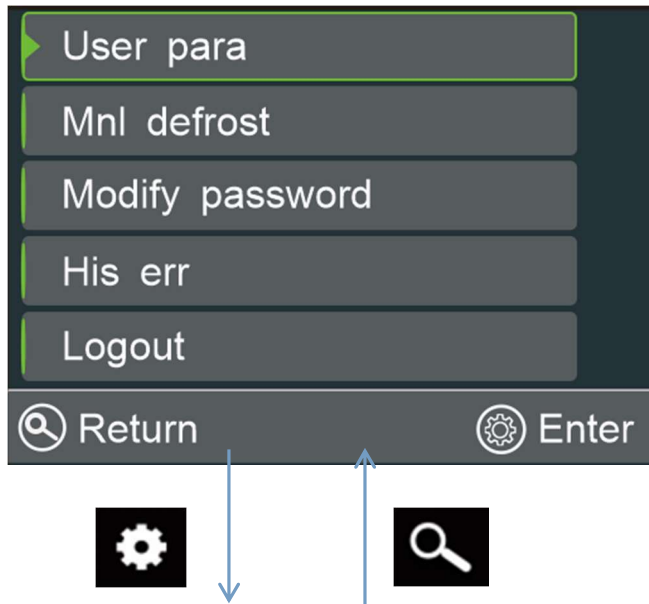 User para
Mnl defrost
Modify password
His err
Logout
Return Enter